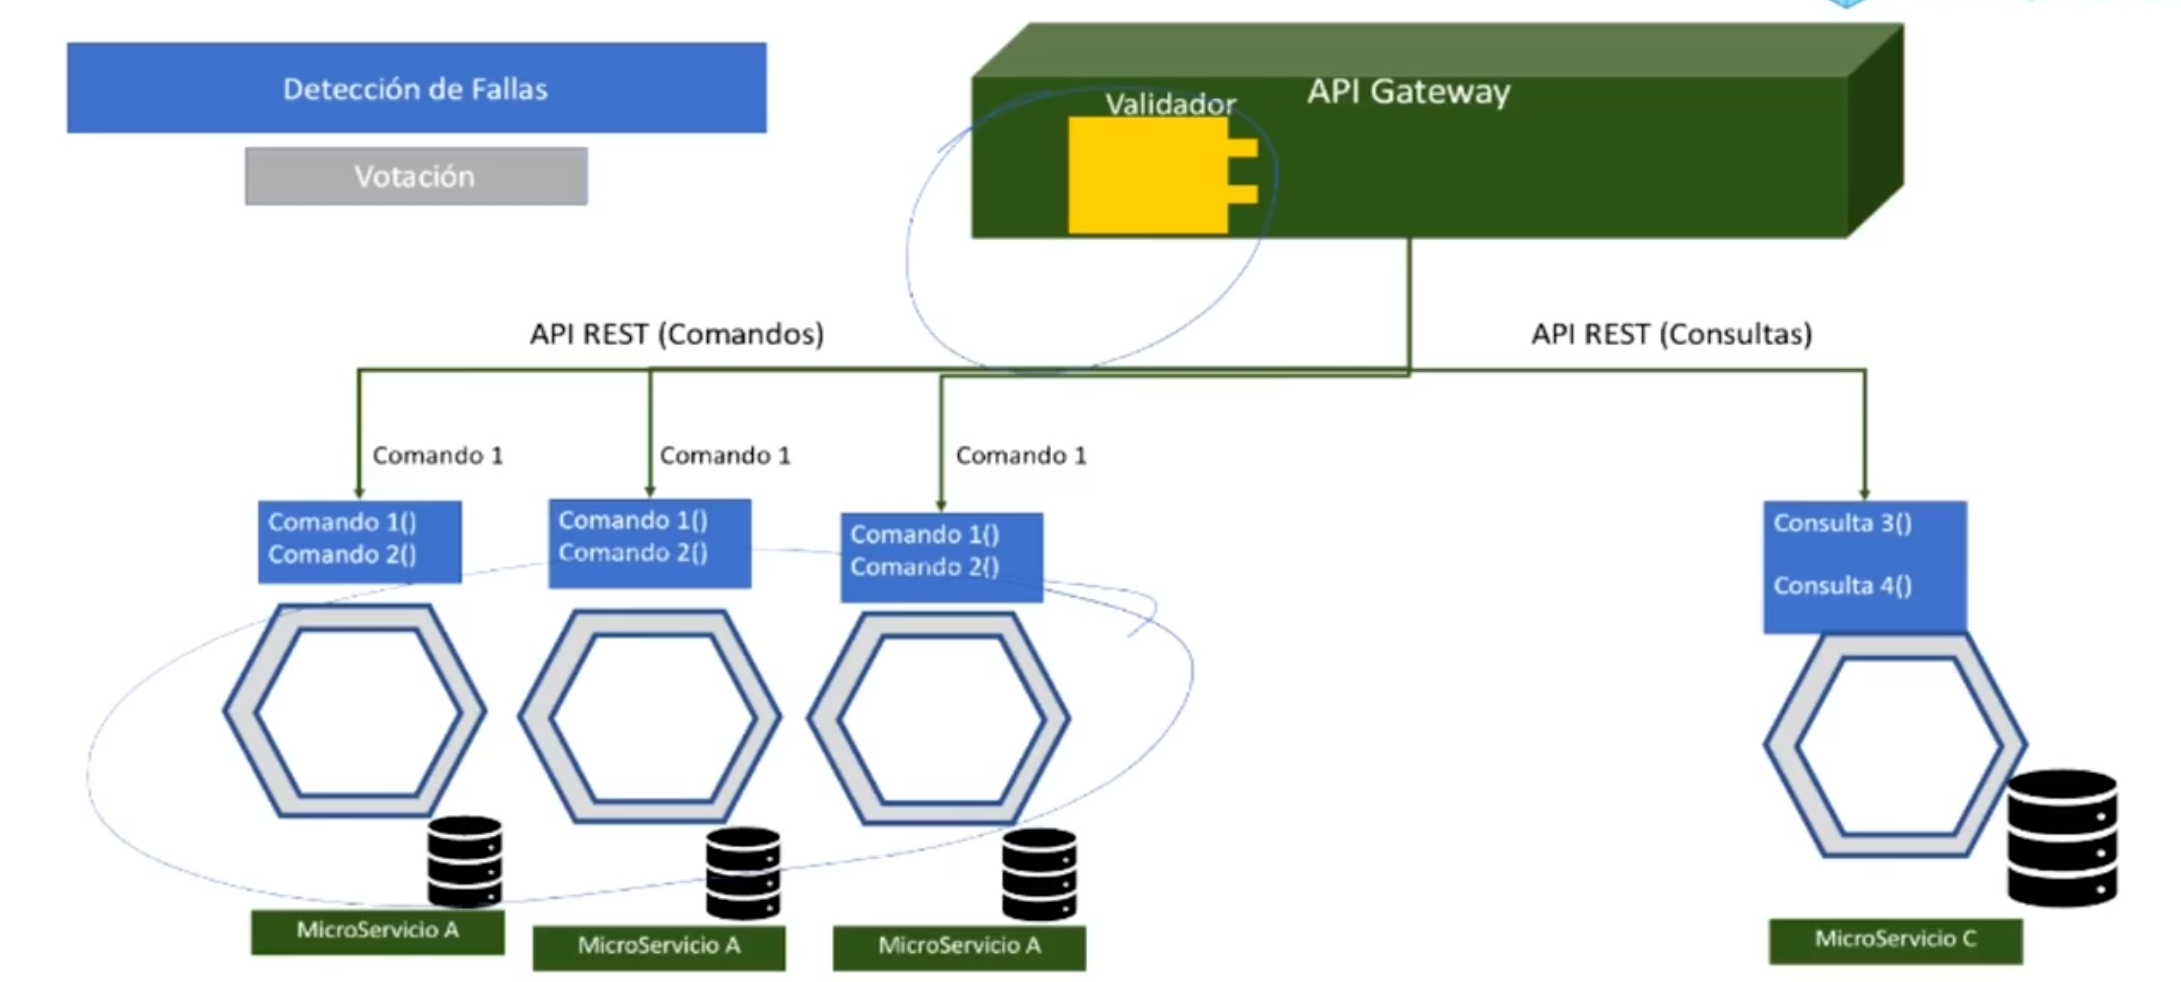 Detección de Fallas
Votación
API Gateway
Validador
API REST (Comandos)
API REST (Consultas)
Comando 1
Comando 1
Comando 1
Comando 1()
Comando 2()
Comando 1()
Comando 2()
Comando 1()
Comando 2()
Consulta 3()
Consulta 4()
MicroServicio A
MicroServicio A
MicroServicio A
MicroServicio C